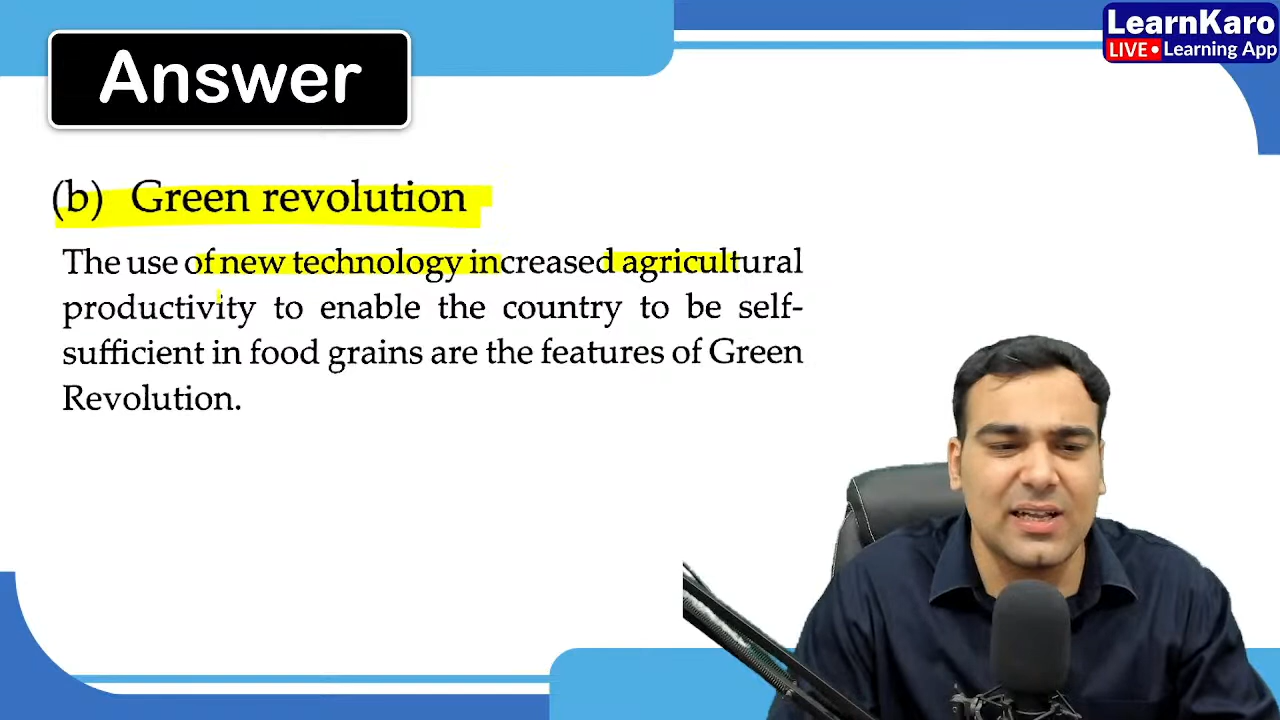 LearnKaro
LIVE • Learning App
Answer
(b) Green revolution
The use of new technology increased agricultural
productivity to enable the country to be self-
sufficient in food grains are the features of Green
Revolution.